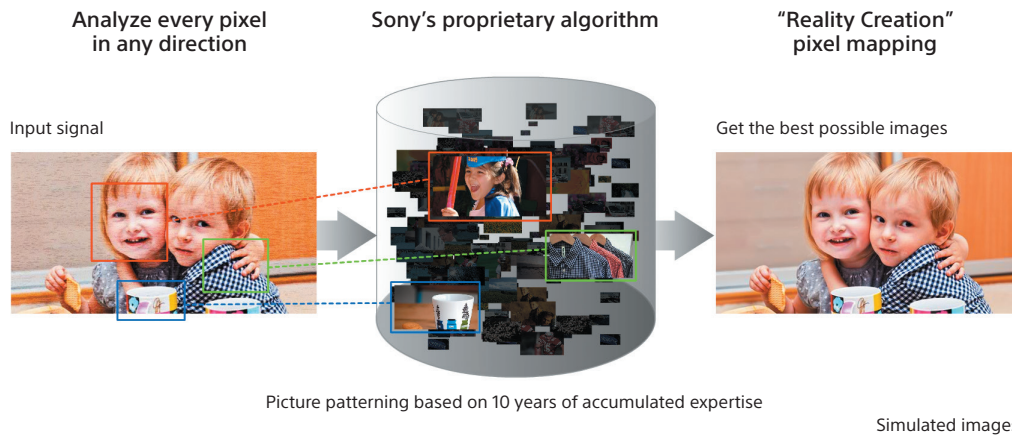 Analyze every pixel
in any direction
Sony’s proprietary algorithm
“Reality Creation”
pixel mapping
Input signal
Get the best possible images
Picture patterning based on 10 years of accumulated expertise
Simulated image